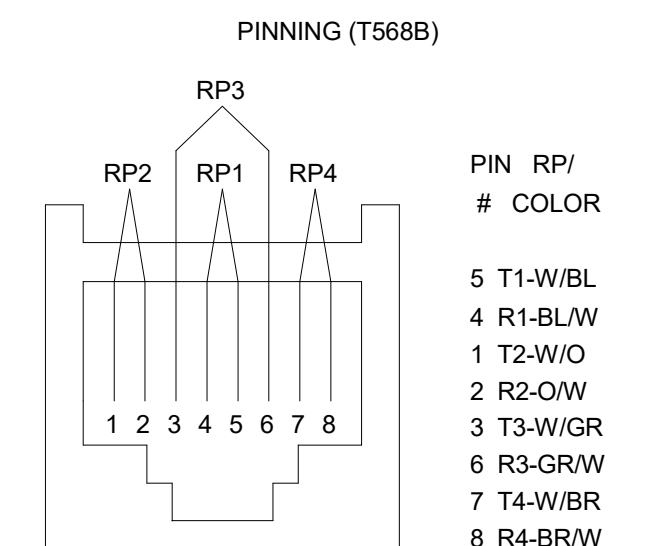 PINNING (T568B)
RP3
RP2 RP1 RP4
1 2 3 4 5 6 7 8
PIN RP/
# COLOR
5 T1-W/BL
4 R1-BL/W
1 T2-W/O
2 R2-O/W
3 T3-W/GR
6 R3-GR/W
7 T4-W/BR
8 R4-BR/W